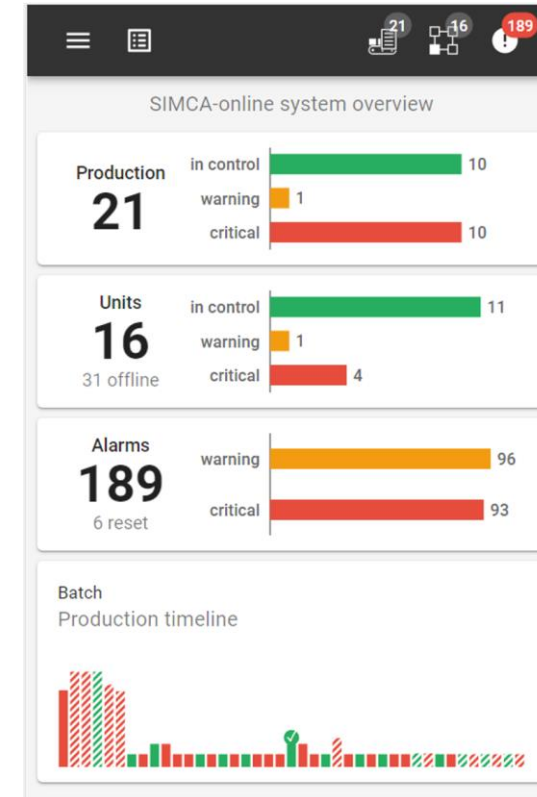 21 16 189
SIMCA-online system overview
Production
21
in control 10
warning 1
critical 10
Units
16
31 offline
in control 11
warning 1
critical 4
Alarms
189
6 reset
warning 96
critical 93
Batch
Production timeline